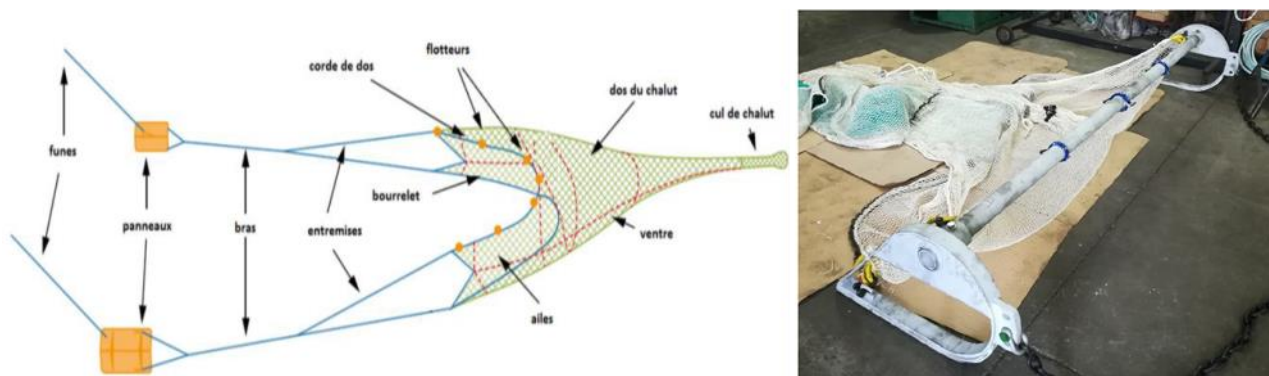 flotteurs
corde de dos
dos du chalut
cul de chalut
funes
bourrelet
panneaux
bras
entremises
ventre
ailes